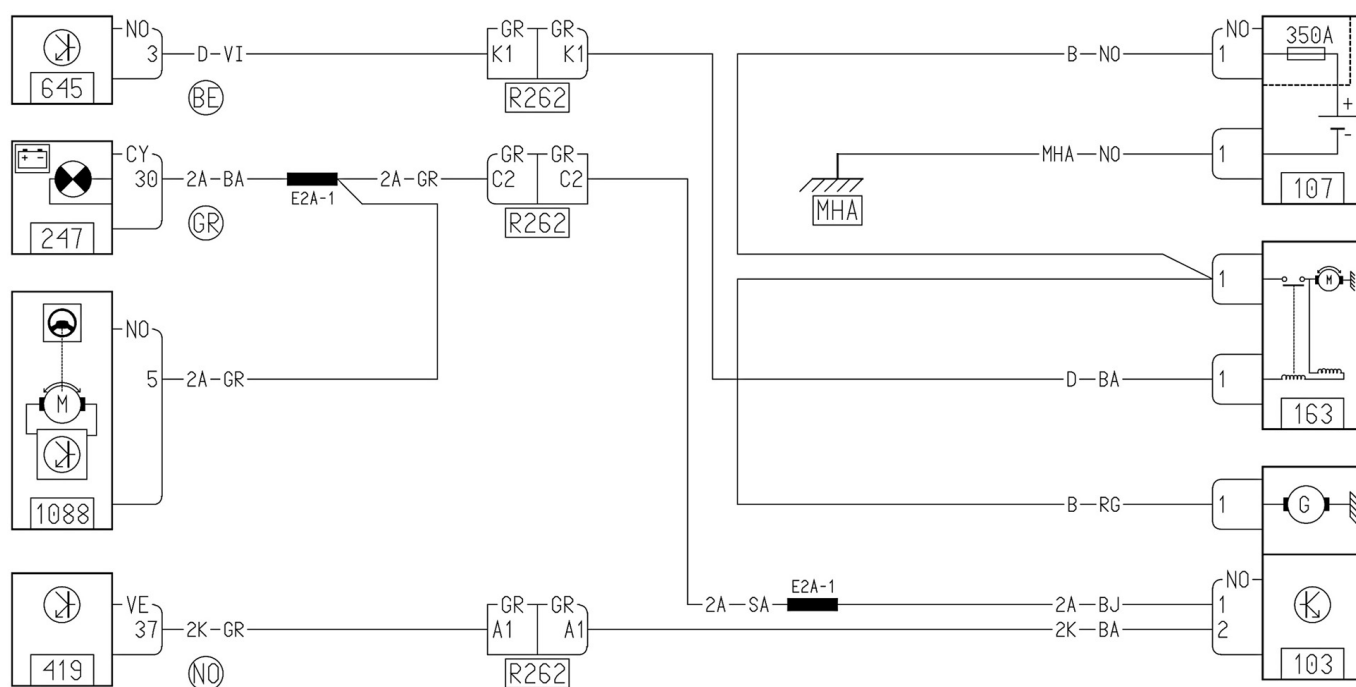 NO GR GR NO 350A
3 D-VI K1 K1 B-NO 1
645 BE R262
+
-
CY GR GR
30 2A-BA 2A-GR C2 C2 MHA-NO 1
E2A-1
247 GR R262 MHA 107
1 M
NO
5 2A-GR D-BA 1
M 163
B-RG 1 G
1088
E2A-1 NO
VE GR GR 2A-SA 2A-BJ 1
37 2K-GR A1 A1 2K-BA 2
419 NO R262 103